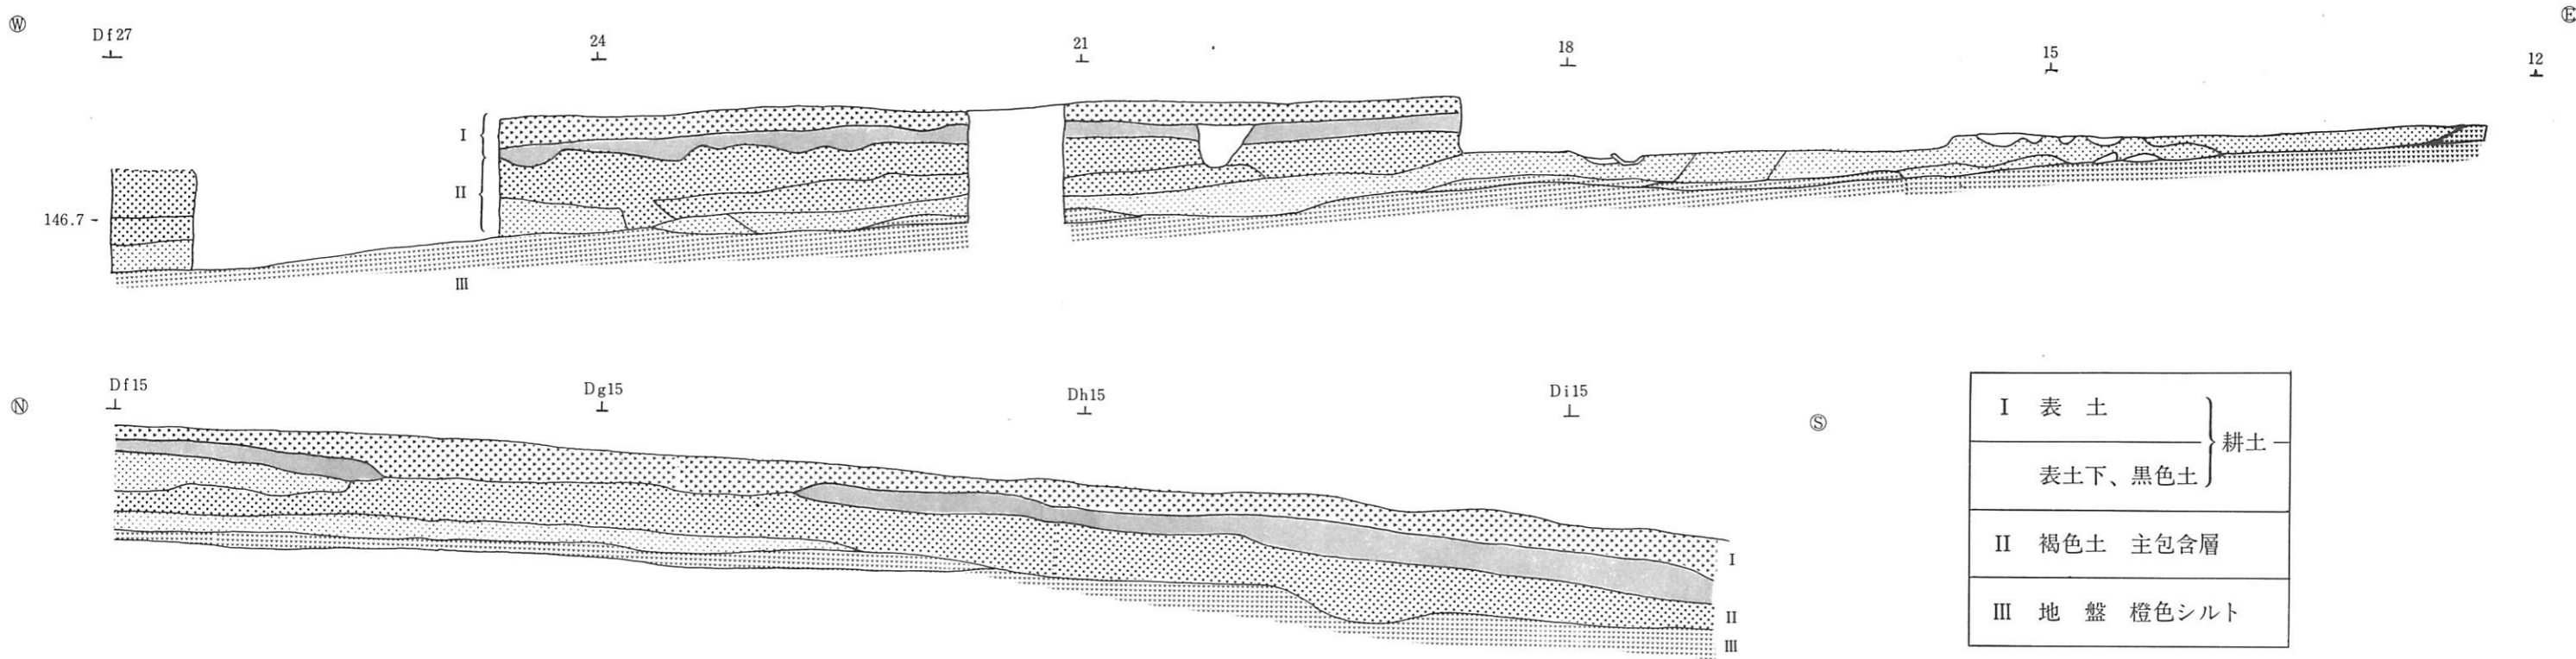 Ⓦ Ⓔ
Df27 24 21 18 15 12
I
II
146.7
III
Df15 Dg15 Dh15 Di15
Ⓝ Ⓢ
I
II
III
I 表 土
耕土
表土下、黒色土
II 褐色土 主包含層
III 地 盤 橙色シルト